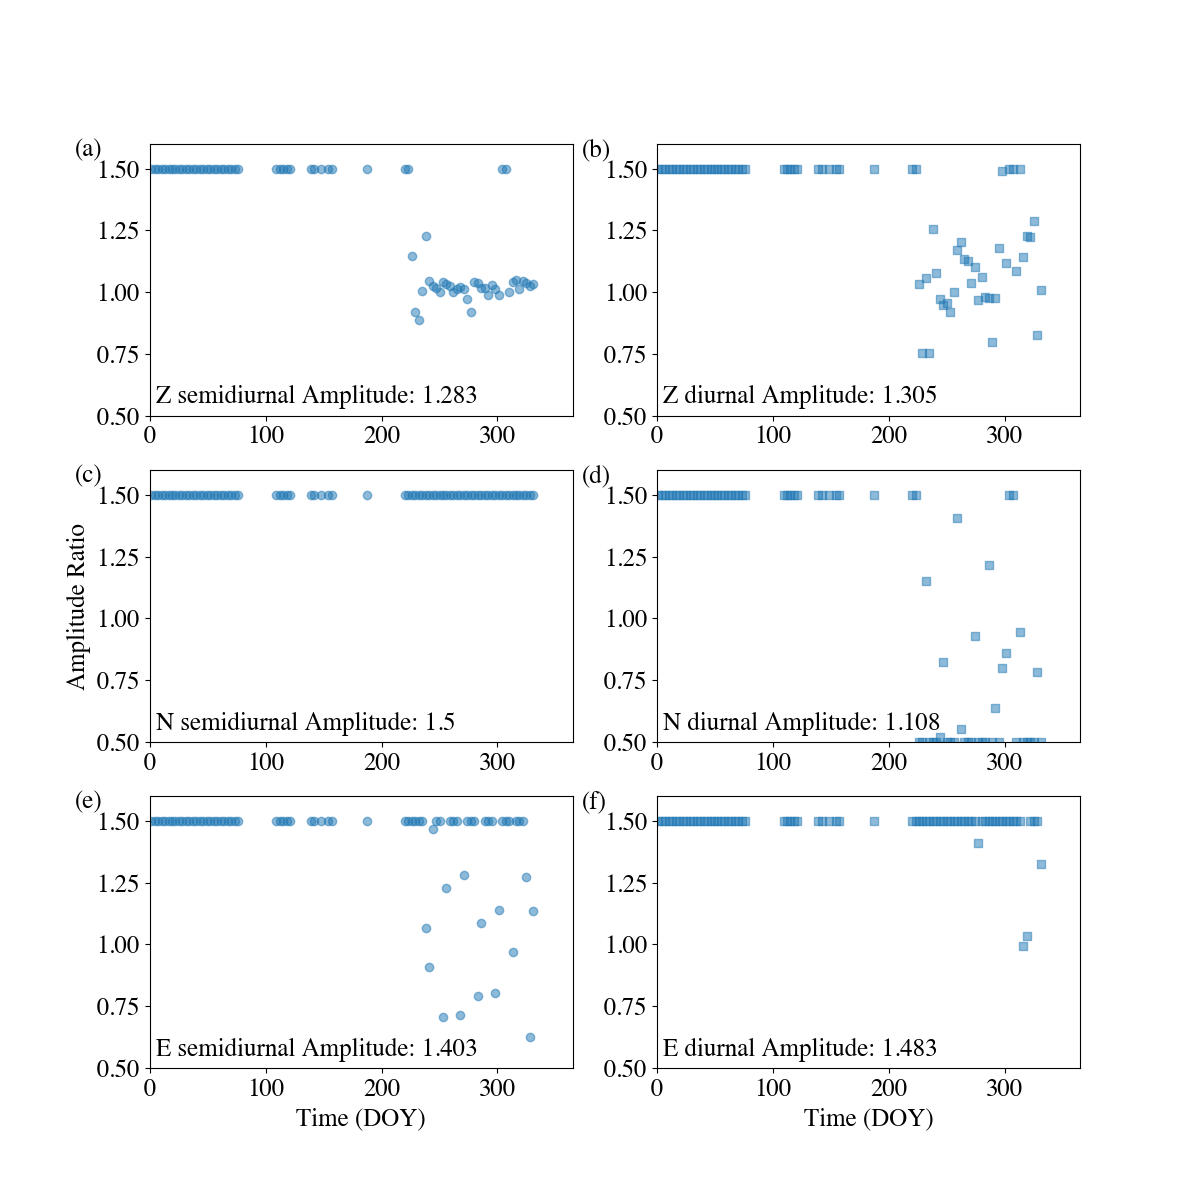 (a)
1.50
1.25
1.00
0.75
0.50
Z semidiurnal Amplitude: 1.283
0 100 200 300
(b)
1.50
1.25
1.00
0.75
0.50
Z diurnal Amplitude: 1.305
0 100 200 300
Amplitude Ratio
(c)
1.50
1.25
1.00
0.75
0.50
N semidiurnal Amplitude: 1.5
0 100 200 300
(d)
1.50
1.25
1.00
0.75
0.50
N diurnal Amplitude: 1.108
0 100 200 300
(e)
1.50
1.25
1.00
0.75
0.50
E semidiurnal Amplitude: 1.403
0 100 200 300
Time (DOY)
(f)
1.50
1.25
1.00
0.75
0.50
E diurnal Amplitude: 1.483
0 100 200 300
Time (DOY)